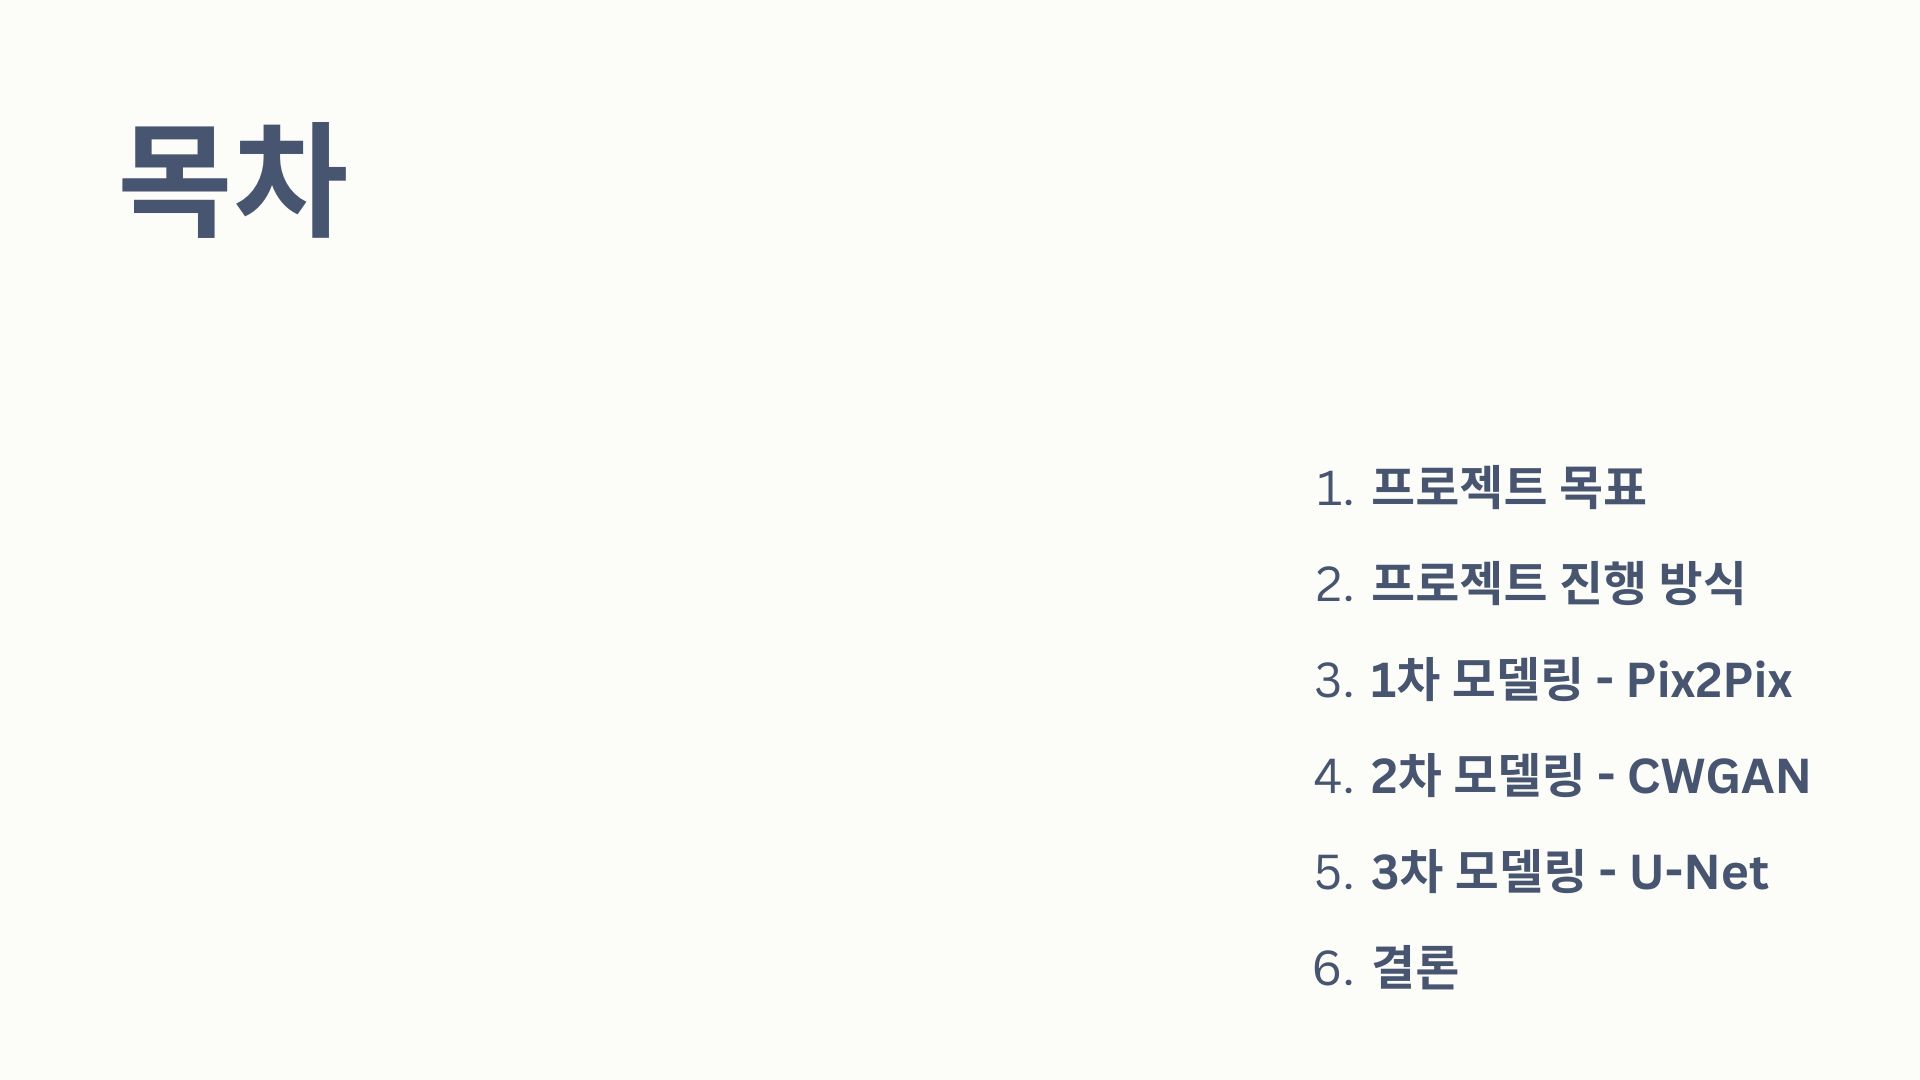 목차
1. 프로젝트 목표
2. 프로젝트 진행 방식
3. 1차 모델링 - Pix2Pix
4. 2차 모델링 - CWGAN
5. 3차 모델링 - U-Net
6. 결론